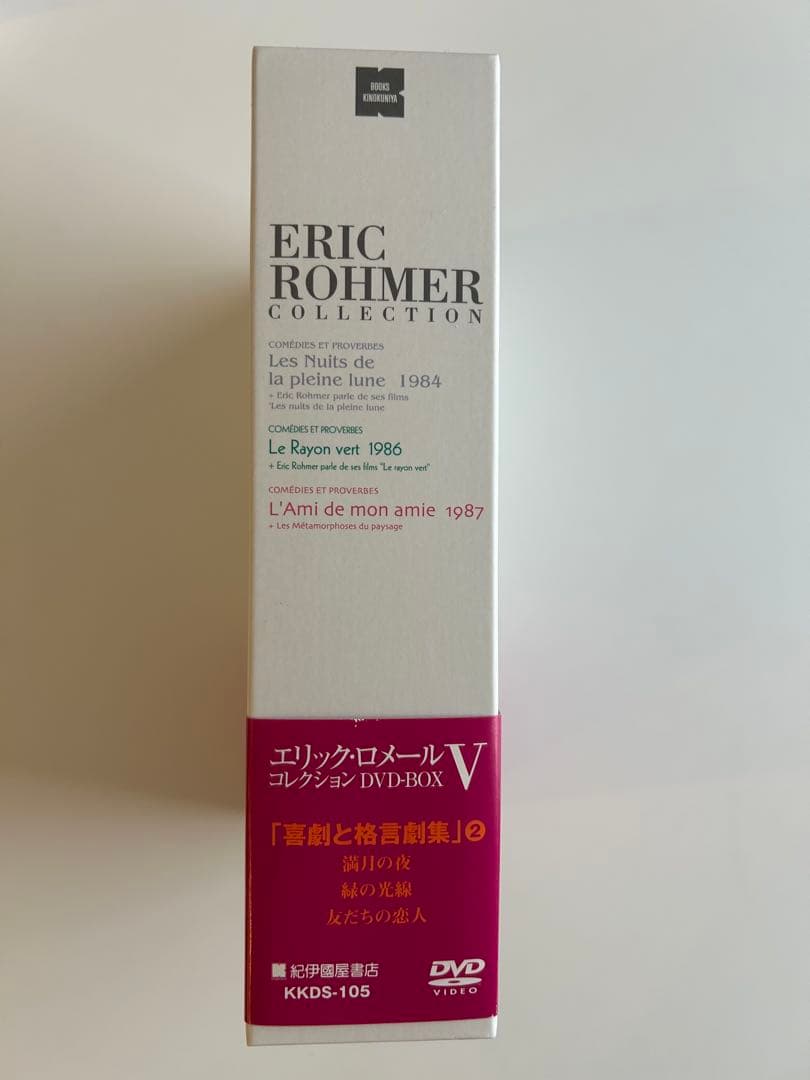 BOOKS
KINOKUNIYA
ERIC
ROHMER
COLLECTION
COMÉDIES ET PROVERBES
Les Nuits de
la pleine lune 1984
+ Eric Rohmer parle de ses films
"Les nuits de la pleine lune
COMÉDIES ET PROVERBES
Le Rayon vert 1986
+ Eric Rohmer parle de ses films "Le rayon vert"
COMÉDIES ET PROVERBES
L'Ami de mon amie 1987
+ Les Métamorphoses du paysage
エリック・ロメール
コレクション DVD-BOX V
「喜劇と格言劇集」②
満月の夜
緑の光線
友だちの恋人
紀伊國屋書店
KKDS-105
DVD
VIDEO